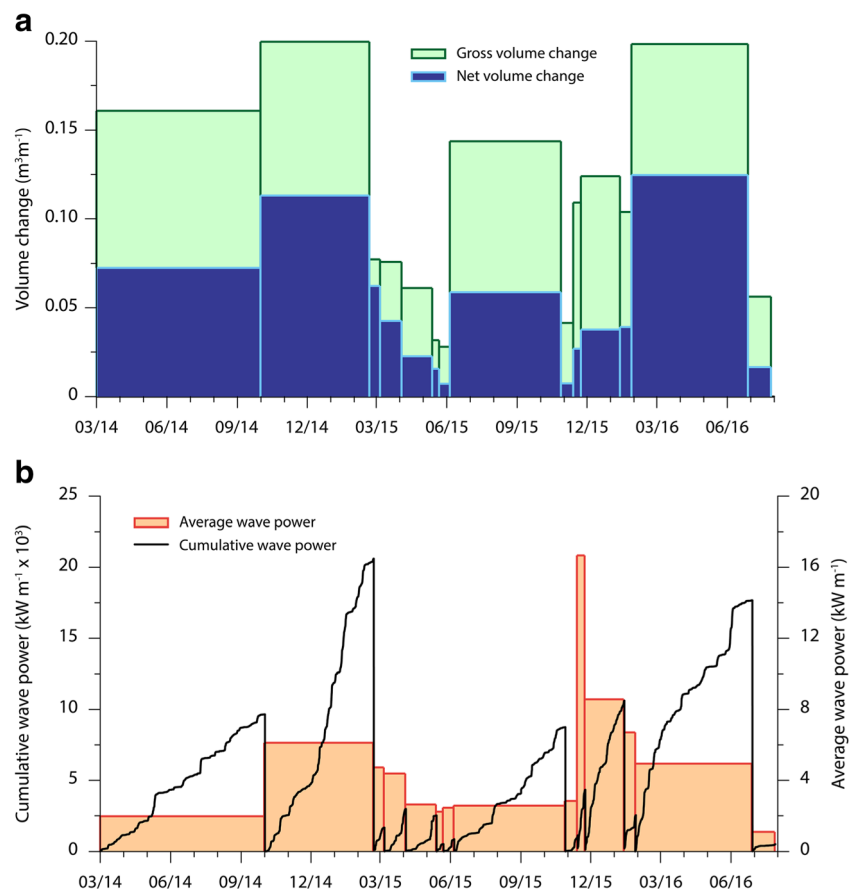 a
0.20
Gross volume change
Net volume change
0.15
0.10
0.05
0
Volume change (m³m⁻¹)
03/14 06/14 09/14 12/14 03/15 06/15 09/15 12/15 03/16 06/16
b
25 20
Average wave power
Cumulative wave power
20 16
15 12
10 8
5 4
0 0
Cumulative wave power (kW m⁻¹ x 10³)
Average wave power (kW m⁻¹)
03/14 06/14 09/14 12/14 03/15 06/15 09/15 12/15 03/16 06/16